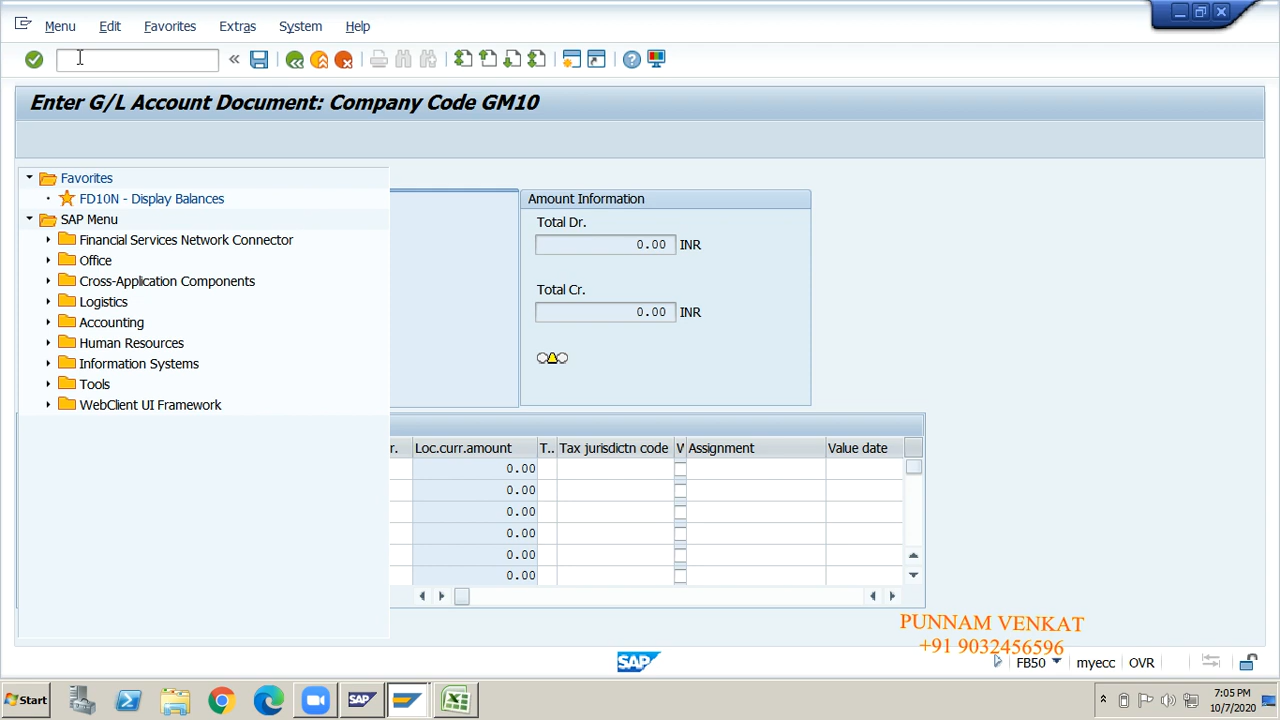 Menu Edit Favorites Extras System Help
Enter G/L Account Document: Company Code GM10
Favorites
FD10N - Display Balances
SAP Menu
Financial Services Network Connector
Office
Cross-Application Components
Logistics
Accounting
Human Resources
Information Systems
Tools
WebClient UI Framework
Amount Information
Total Dr.
0.00 INR
Total Cr.
0.00 INR
r. Loc.curr.amount T.. Tax jurisdictn code V Assignment Value date
0.00
0.00
0.00
0.00
0.00
0.00
PUNNAM VENKAT
+91 9032456596
SAP FB50 myecc OVR
Start SAP 7:05 PM
10/7/2020